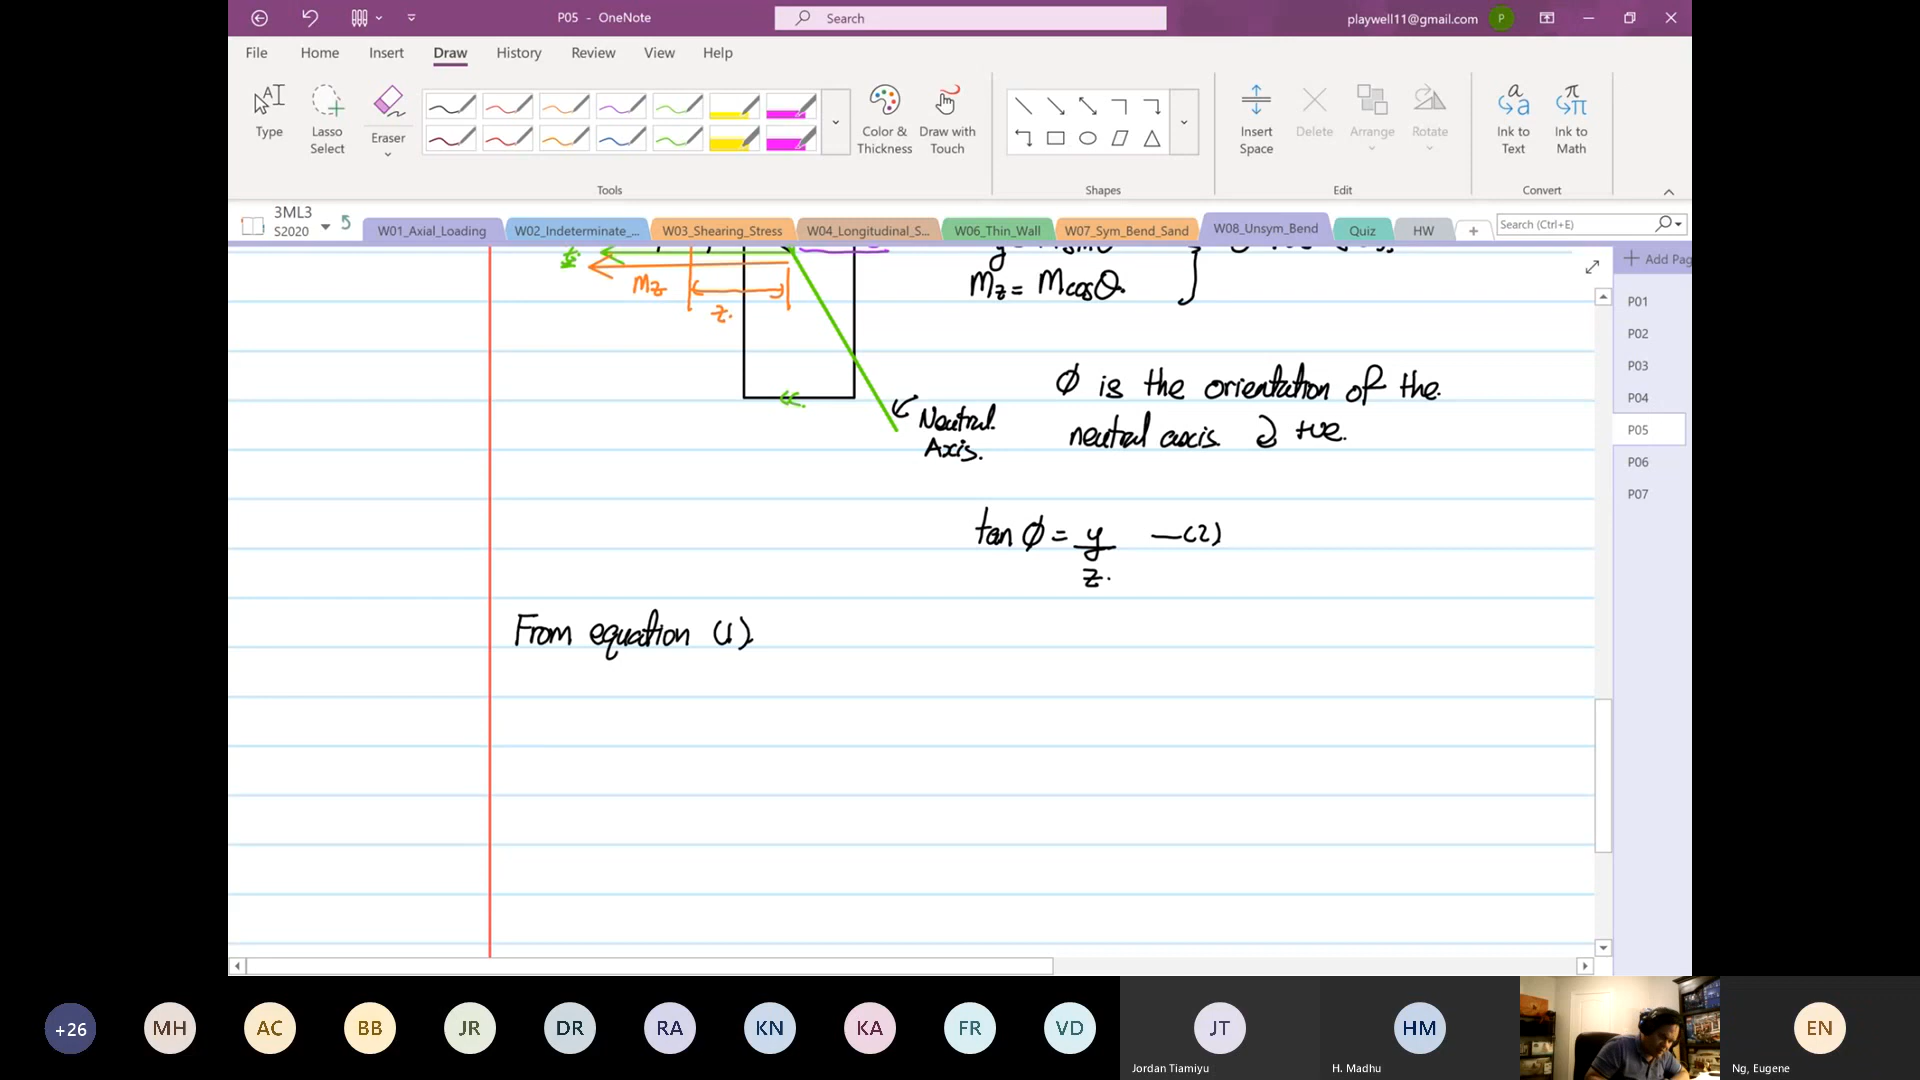 P05 - OneNote
Search
playwell11@gmail.com
P
File Home Insert Draw History Review View Help
Type
Lasso Select
Eraser
Color & Thickness
Draw with Touch
Insert Space
Delete
Arrange
Rotate
Ink to Text
Ink to Math
Tools
Shapes
Edit
Convert
3ML3 S2020
W01_Axial_Loading
W02_Indeterminate_...
W03_Shearing_Stress
W04_Longitudinal_S...
W06_Thin_Wall
W07_Sym_Bend_Sand
W08_Unsym_Bend
Quiz
HW
Search (Ctrl+E)
Add Pag
P01
P02
P03
P04
P05
P06
P07
Mz
z.
Mz = Mcosθ.
Neutral
Axis.
φ is the orientation of the
neutral axis ⤸ +ve.
tan φ = y/z. —(2)
From equation (1)
+26
MH
AC
BB
JR
DR
RA
KN
KA
FR
VD
JT
Jordan Tiamiyu
HM
H. Madhu
EN
Ng, Eugene